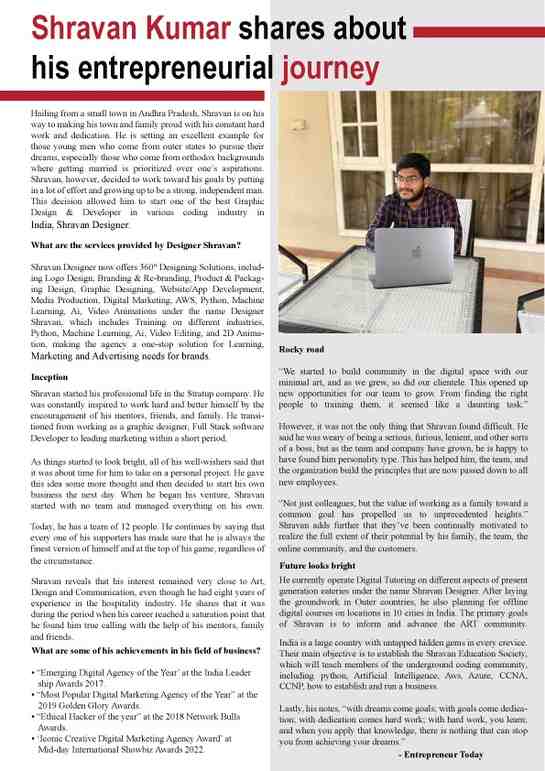 Shravan Kumar shares about
his entrepreneurial journey
Hailing from a small town in Andhra Pradesh, Shravan is on his
way to making his town and family proud with his constant hard
work and dedication. He is setting an excellent example for
those young men who come from outer states to pursue their
dreams, especially those who come from orthodox backgrounds
where getting married is prioritized over one's aspirations.
Shravan, however, decided to work toward his goals by putting
in a lot of effort and growing up to be a strong, independent man.
This decision allowed him to start one of the best Graphic
Design & Developer in various coding industry in
India, Shravan Designer.
What are the services provided by Designer Shravan?
Shravan Designer now offers 360° Designing Solutions, includ-
ing Logo Design, Branding & Re-branding, Product & Packag-
ing Design, Graphic Designing, Website/App Development,
Media Production, Digital Marketing, AWS, Python, Machine
Learning, Ai, Video Animations under the name Designer
Shravan, which includes Training on different industries,
Python, Machine Learning, Ai, Video Editing, and 2D Anima-
tion, making the agency a one-stop solution for Learning,
Marketing and Advertising needs for brands.
Inception
Shravan started his professional life in the Stratup company. He
was constantly inspired to work hard and better himself by the
encouragement of his mentors, friends, and family. He transi-
tioned from working as a graphic designer, Full Stack software
Developer to leading marketing within a short period.
As things started to look bright, all of his well-wishers said that
it was about time for him to take on a personal project. He gave
this idea some more thought and then decided to start his own
business the next day. When he began his venture, Shravan
started with no team and managed everything on his own.
Today, he has a team of 12 people. He continues by saying that
every one of his supporters has made sure that he is always the
finest version of himself and at the top of his game, regardless of
the circumstance.
Shravan reveals that his interest remained very close to Art,
Design and Communication, even though he had eight years of
experience in the hospitality industry. He shares that it was
during the period when his career reached a saturation point that
he found him true calling with the help of his mentors, family
and friends.
What are some of his achievements in his field of business?
• "Emerging Digital Agency of the Year' at the India Leader
ship Awards 2017.
• "Most Popular Digital Marketing Agency of the Year" at the
2019 Golden Glory Awards.
• "Ethical Hacker of the year" at the 2018 Network Bulls
Awards.
• 'Iconic Creative Digital Marketing Agency Award' at
Mid-day International Showbiz Awards 2022.
Rocky road
"We started to build community in the digital space with our
minimal art, and as we grew, so did our clientele. This opened up
new opportunities for our team to grow. From finding the right
people to training them, it seemed like a daunting task."
However, it was not the only thing that Shravan found difficult. He
said he was weary of being a serious, furious, lenient, and other sorts
of a boss, but as the team and company have grown, he is happy to
have found him personality type. This has helped him, the team, and
the organization build the principles that are now passed down to all
new employees.
"Not just colleagues, but the value of working as a family toward a
common goal has propelled us to unprecedented heights."
Shravan adds further that they've been continually motivated to
realize the full extent of their potential by his family, the team, the
online community, and the customers.
Future looks bright
He currently operate Digital Tutoring on different aspects of present
generation eateries under the name Shravan Designer. After laying
the groundwork in Outer countries, he also planning for offline
digital courses on locations in 10 cities in India. The primary goals
of Shravan is to inform and advance the ART community.
India is a large country with untapped hidden gems in every crevice.
Their main objective is to establish the Shravan Education Society,
which will teach members of the underground coding community,
including python, Artificial Intelligence, Aws, Azure, CCNA,
CCNP, how to establish and run a business.
Lastly, his notes, "with dreams come goals; with goals come dedica-
tion; with dedication comes hard work; with hard work, you learn;
and when you apply that knowledge, there is nothing that can stop
you from achieving your dreams."
- Entrepreneur Today